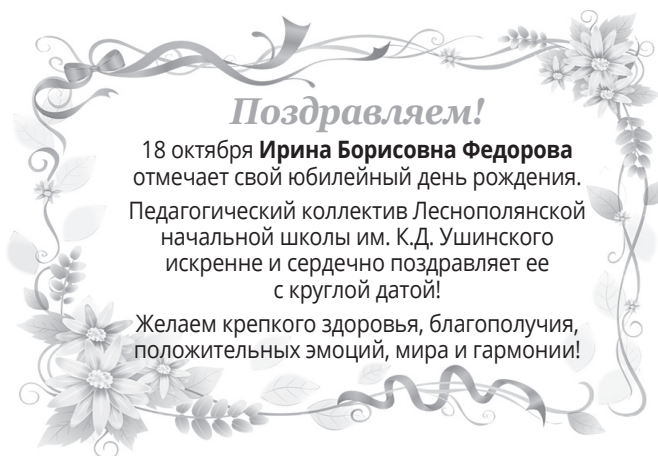 Поздравляем!
18 октября Ирина Борисовна Федорова
отмечает свой юбилейный день рождения.
Педагогический коллектив Леснополянской
начальной школы им. К.Д. Ушинского
искренне и сердечно поздравляет ее
с круглой датой!
Желаем крепкого здоровья, благополучия,
положительных эмоций, мира и гармонии!